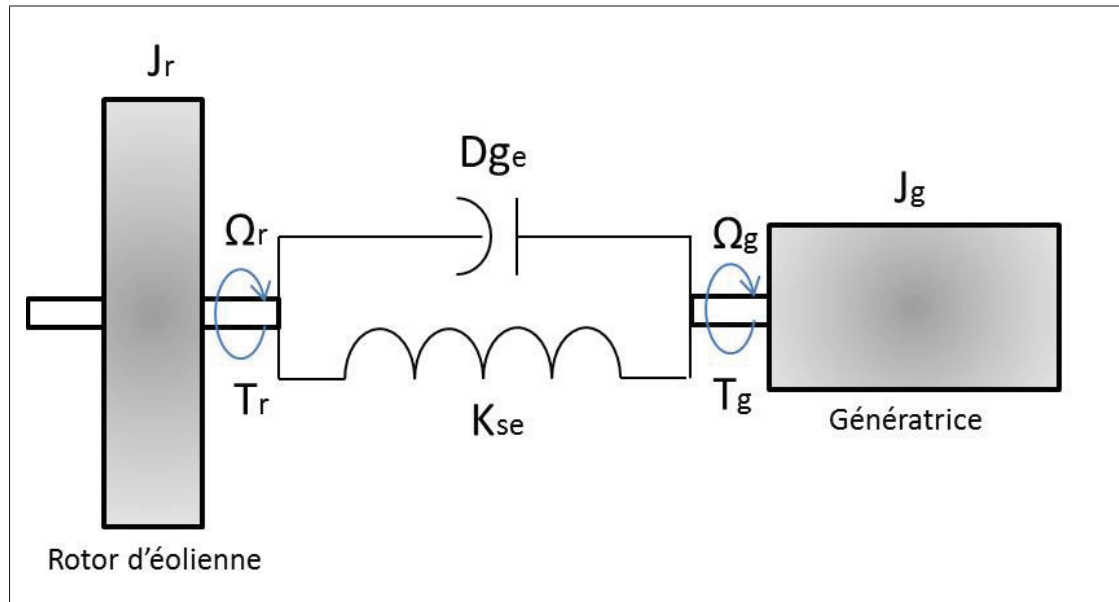 Jr
Dge
Jg
Ωr
Ωg
Tr
Kse
Tg
Génératrice
Rotor d'éolienne